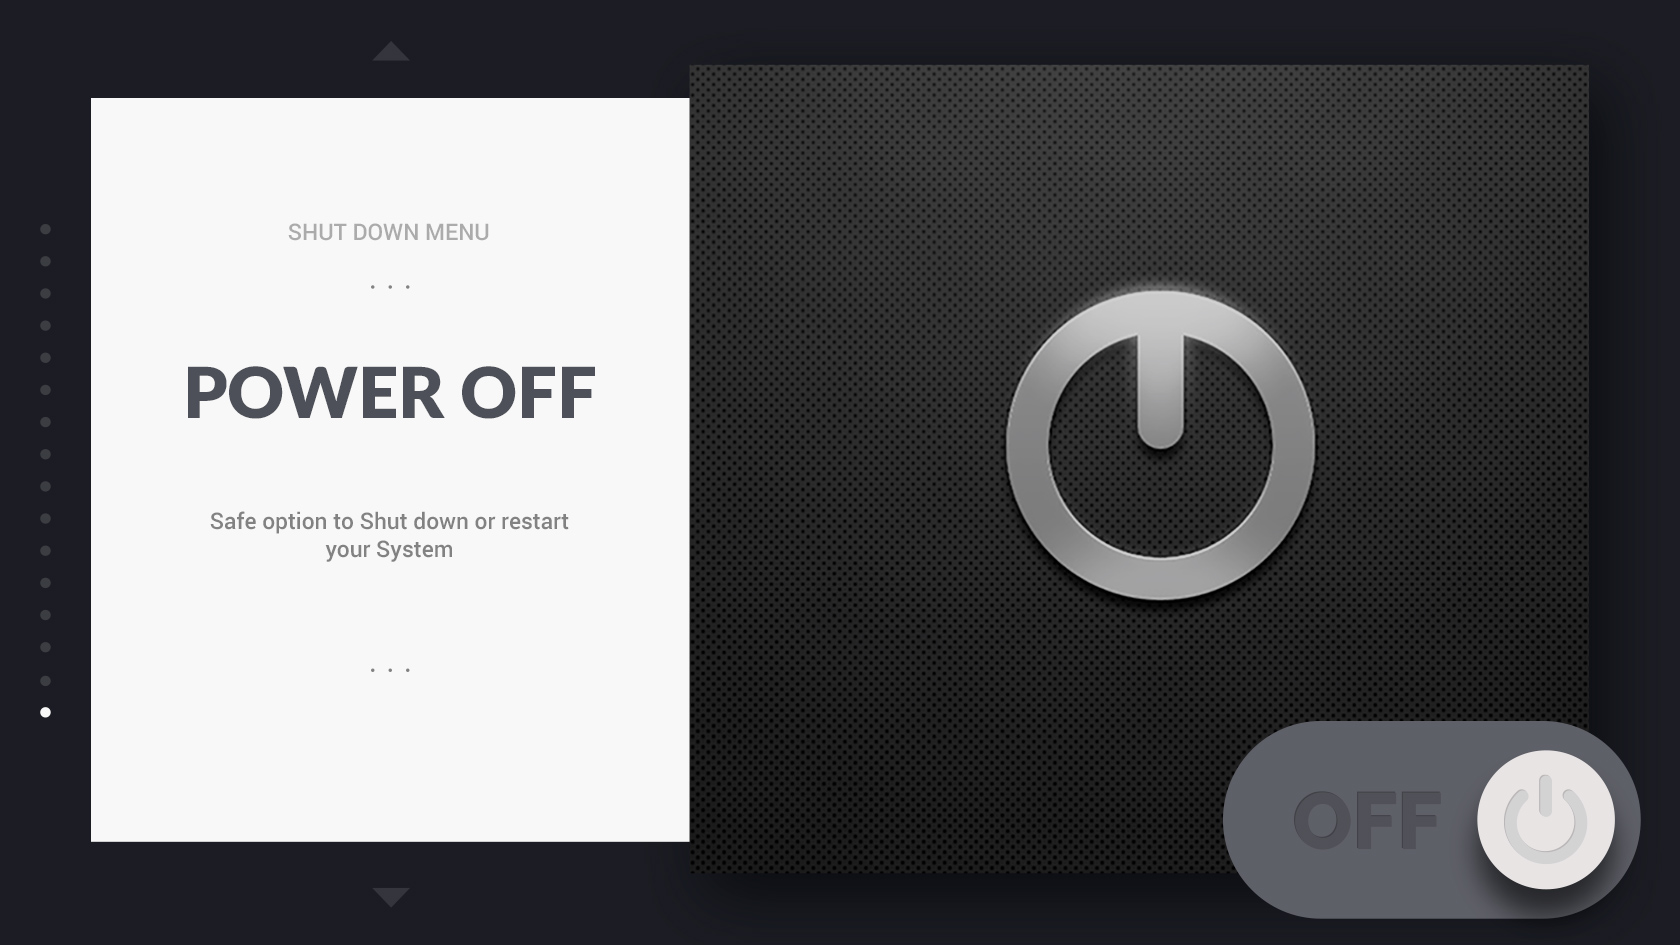 SHUT DOWN MENU
. . .
POWER OFF
Safe option to Shut down or restart
your System
. . .
OFF